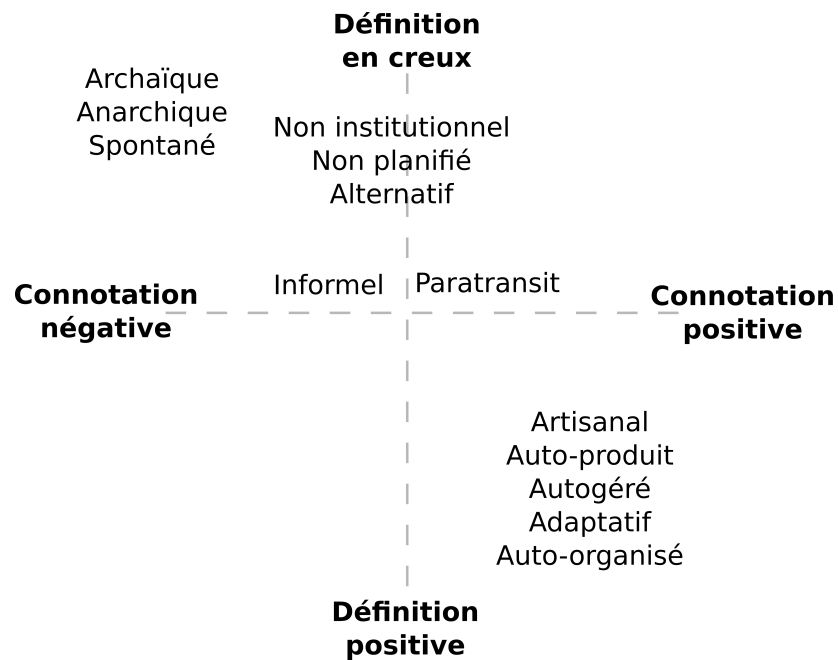 Définition
en creux
Archaïque
Anarchique
Spontané
Non institutionnel
Non planifié
Alternatif
Informel
Paratransit
Connotation
négative
Connotation
positive
Artisanal
Auto-produit
Autogéré
Adaptatif
Auto-organisé
Définition
positive